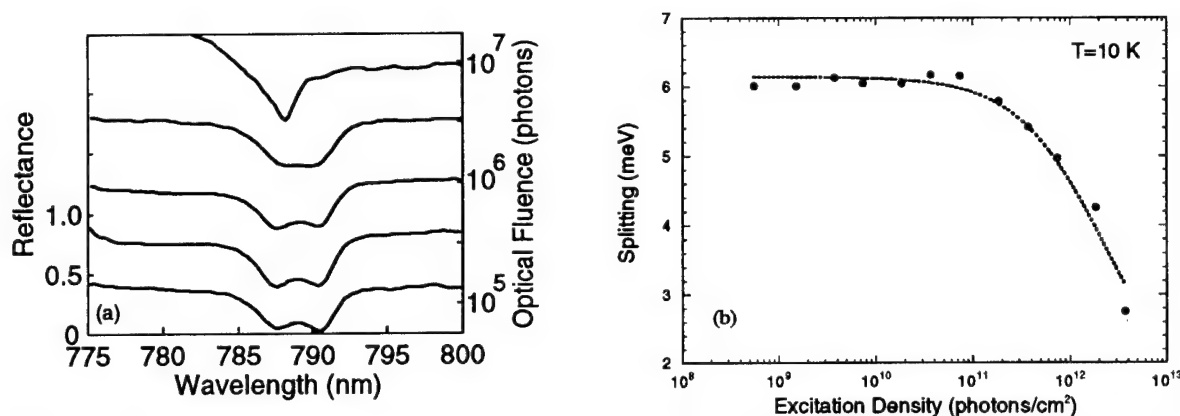 Reflectance
1.0
0.5
0
(a)
775 780 785 790 795 800
Wavelength (nm)
10⁷
10⁶
10⁵
Optical Fluence (photons)
T=10 K
Splitting (meV)
7
6
5
4
3
2
(b)
10⁸ 10⁹ 10¹⁰ 10¹¹ 10¹² 10¹³
Excitation Density (photons/cm²)